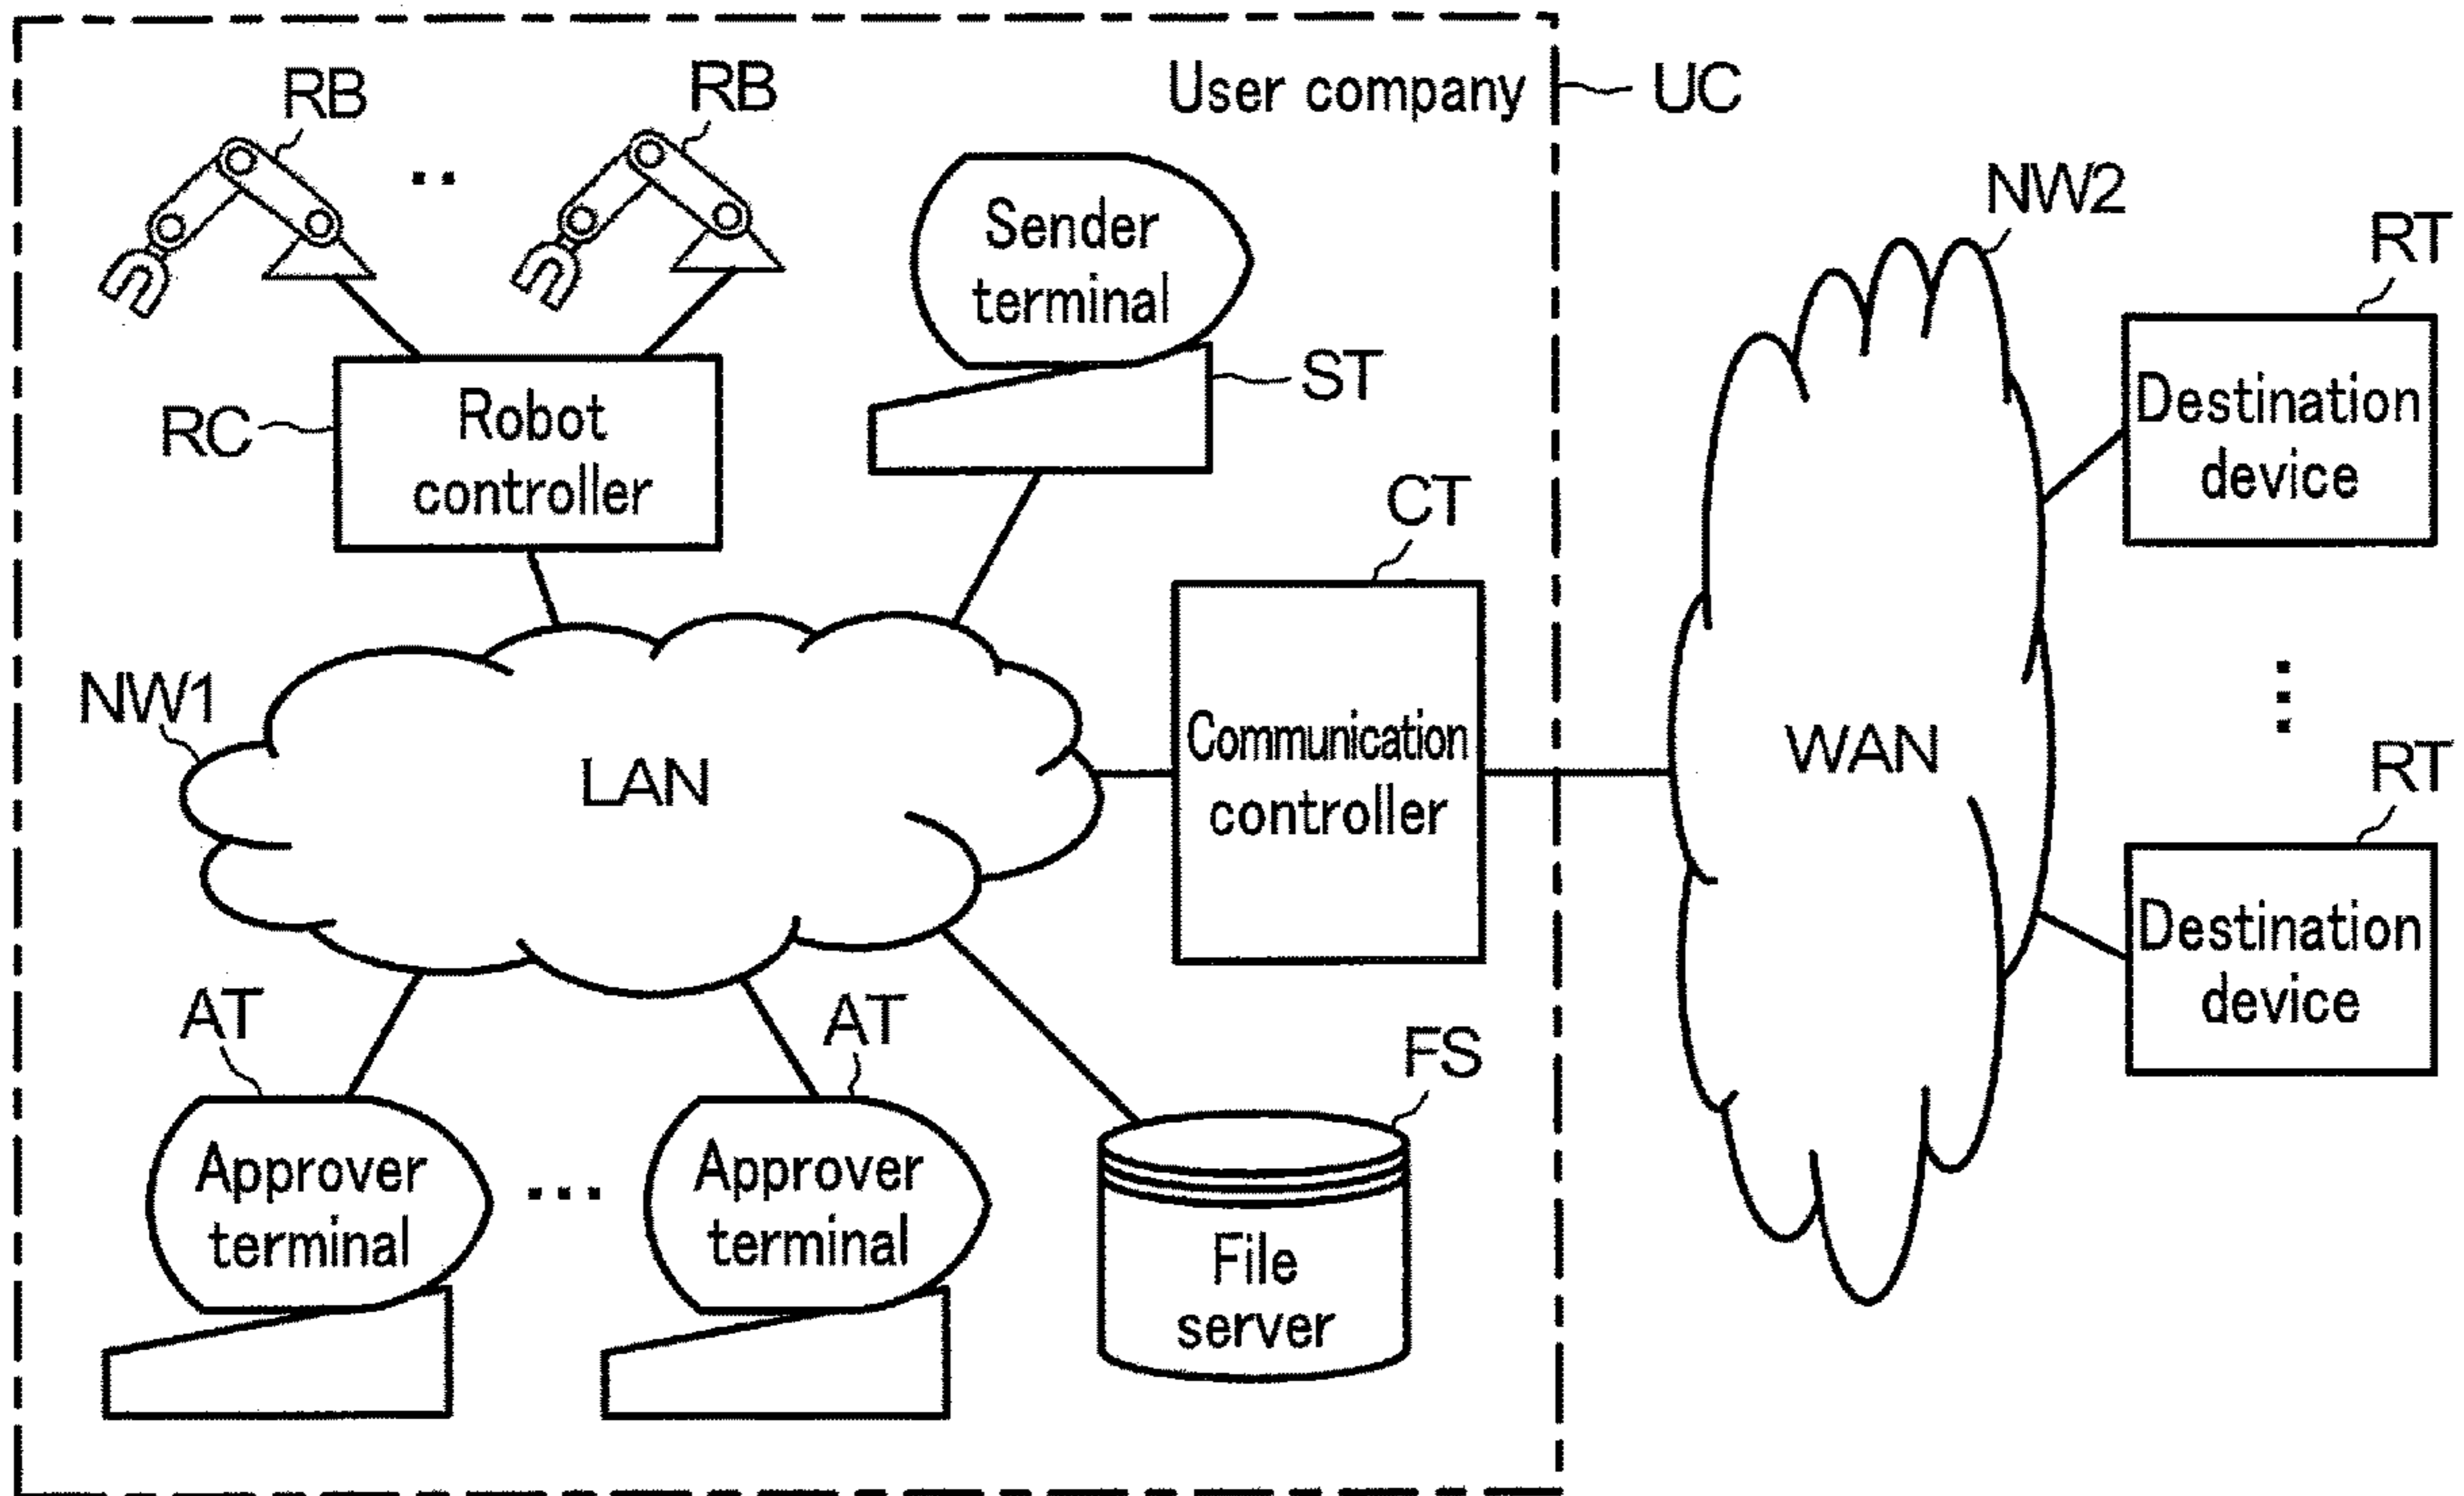 RB
RB
User company
UC
Sender
terminal
NW2
RT
Destination
device
RC
Robot
controller
ST
CT
NW1
LAN
Communication
controller
WAN
RT
Destination
device
AT
AT
FS
Approver
terminal
Approver
terminal
File
server